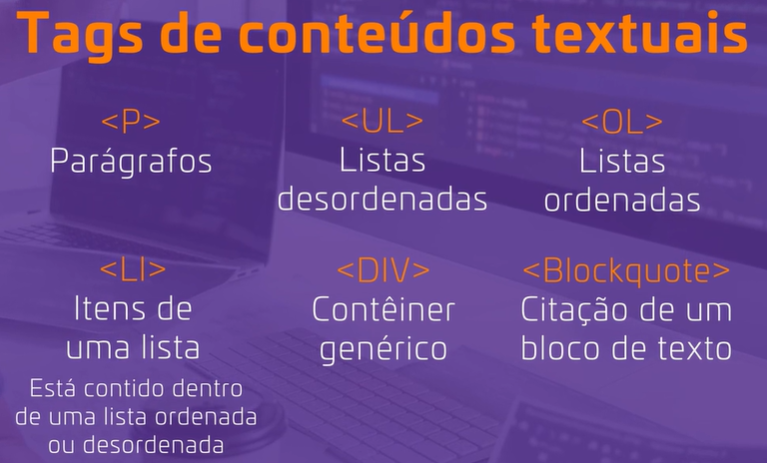 Tags de conteúdos textuais
<P>
Parágrafos
<UL>
Listas
desordenadas
<OL>
Listas
ordenadas
<LI>
Itens de
uma lista
Está contido dentro
de uma lista ordenada
ou desordenada
<DIV>
Contêiner
genérico
<Blockquote>
Citação de um
bloco de texto